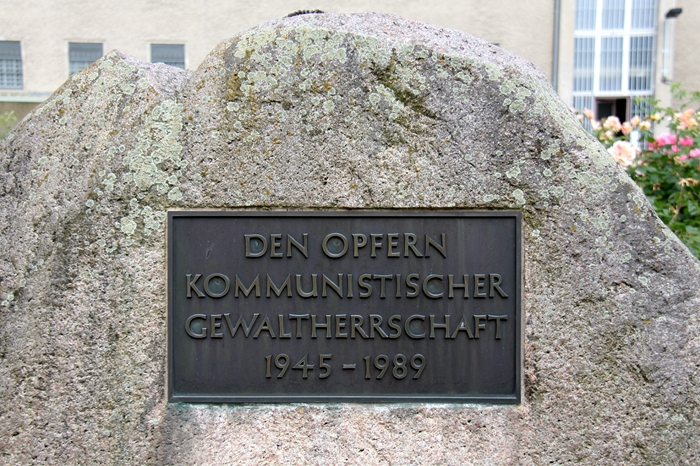 DEN OPFERN
KOMMUNISTISCHER
GEWALTHERRSCHAFT
1945 - 1989